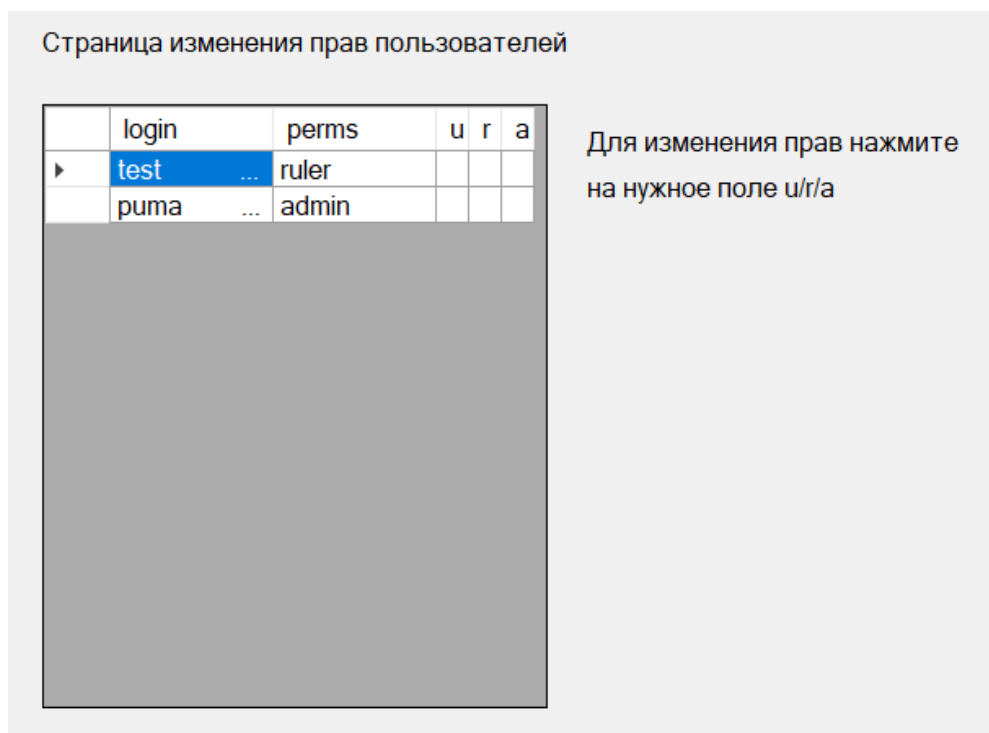 Страница изменения прав пользователей
login perms u r a
Для изменения прав нажмите
test ... ruler
на нужное поле u/r/a
puma ... admin